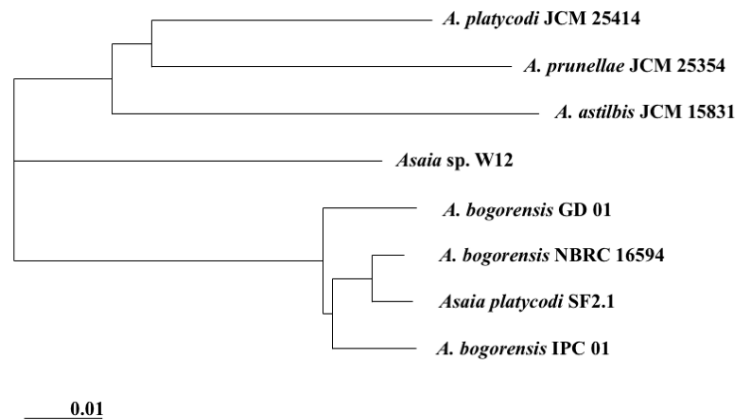 A. platycodi JCM 25414
A. prunellae JCM 25354
A. astilbis JCM 15831
Asaia sp. W12
A. bogorensis GD 01
A. bogorensis NBRC 16594
Asaia platycodi SF2.1
A. bogorensis IPC 01
0.01